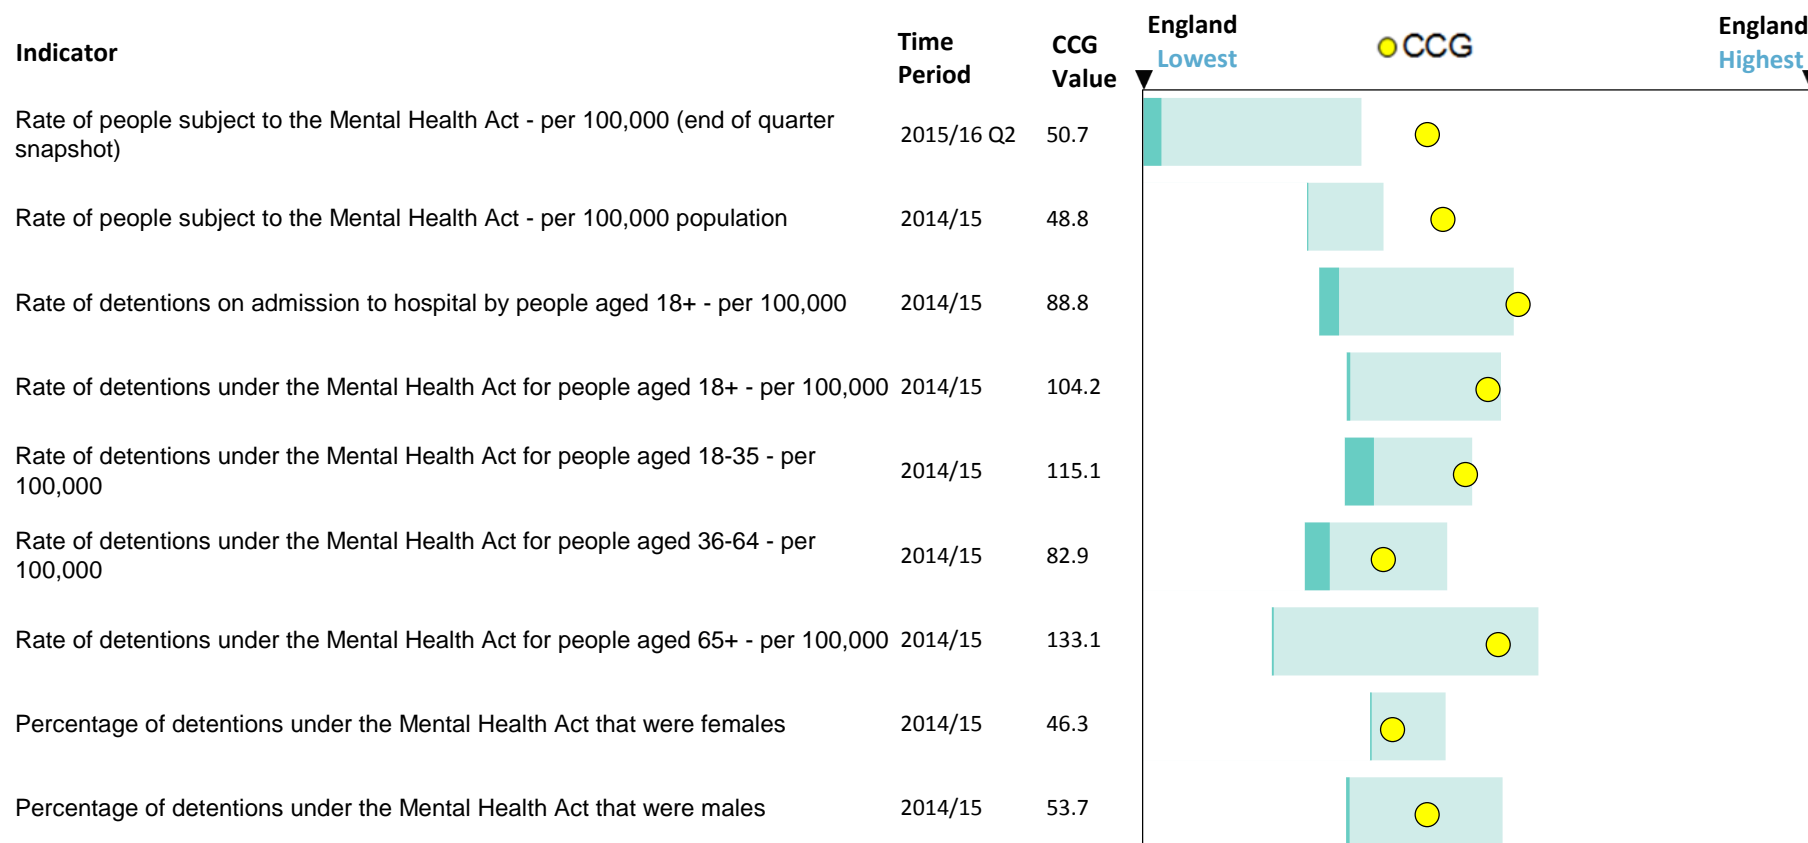 Indicator Time Period CCG Value England Lowest CCG England Highest
Rate of people subject to the Mental Health Act - per 100,000 (end of quarter
snapshot) 2015/16 Q2 50.7
Rate of people subject to the Mental Health Act - per 100,000 population 2014/15 48.8
Rate of detentions on admission to hospital by people aged 18+ - per 100,000 2014/15 88.8
Rate of detentions under the Mental Health Act for people aged 18+ - per 100,000 2014/15 104.2
Rate of detentions under the Mental Health Act for people aged 18-35 - per
100,000 2014/15 115.1
Rate of detentions under the Mental Health Act for people aged 36-64 - per
100,000 2014/15 82.9
Rate of detentions under the Mental Health Act for people aged 65+ - per 100,000 2014/15 133.1
Percentage of detentions under the Mental Health Act that were females 2014/15 46.3
Percentage of detentions under the Mental Health Act that were males 2014/15 53.7